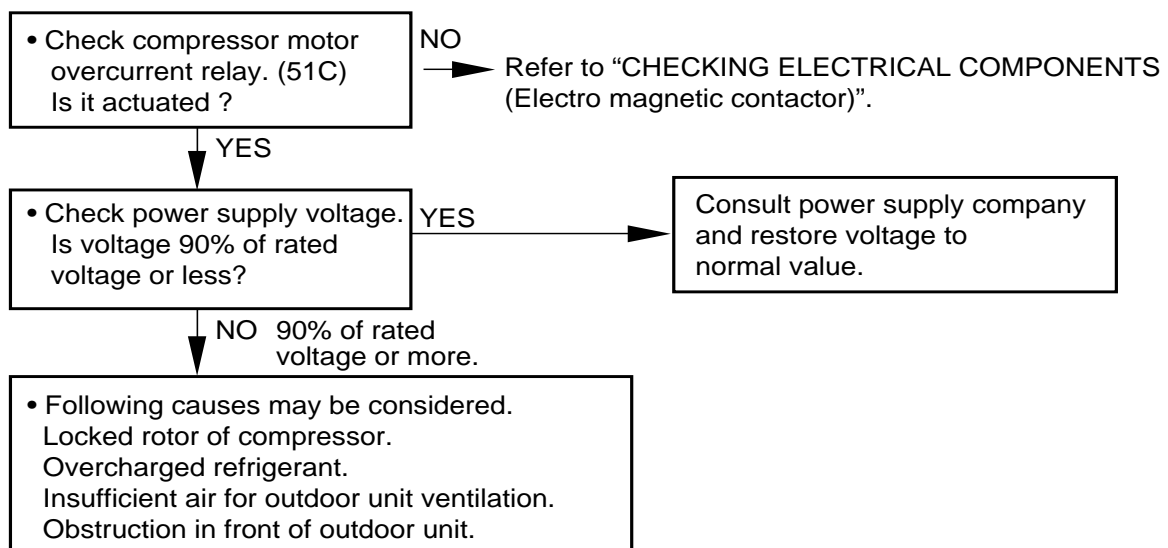 • Check compressor motor
overcurrent relay. (51C)
Is it actuated ?
NO
Refer to “CHECKING ELECTRICAL COMPONENTS
(Electro magnetic contactor)”.
YES
• Check power supply voltage.
Is voltage 90% of rated
voltage or less?
YES
Consult power supply company
and restore voltage to
normal value.
NO 90% of rated
voltage or more.
• Following causes may be considered.
Locked rotor of compressor.
Overcharged refrigerant.
Insufficient air for outdoor unit ventilation.
Obstruction in front of outdoor unit.